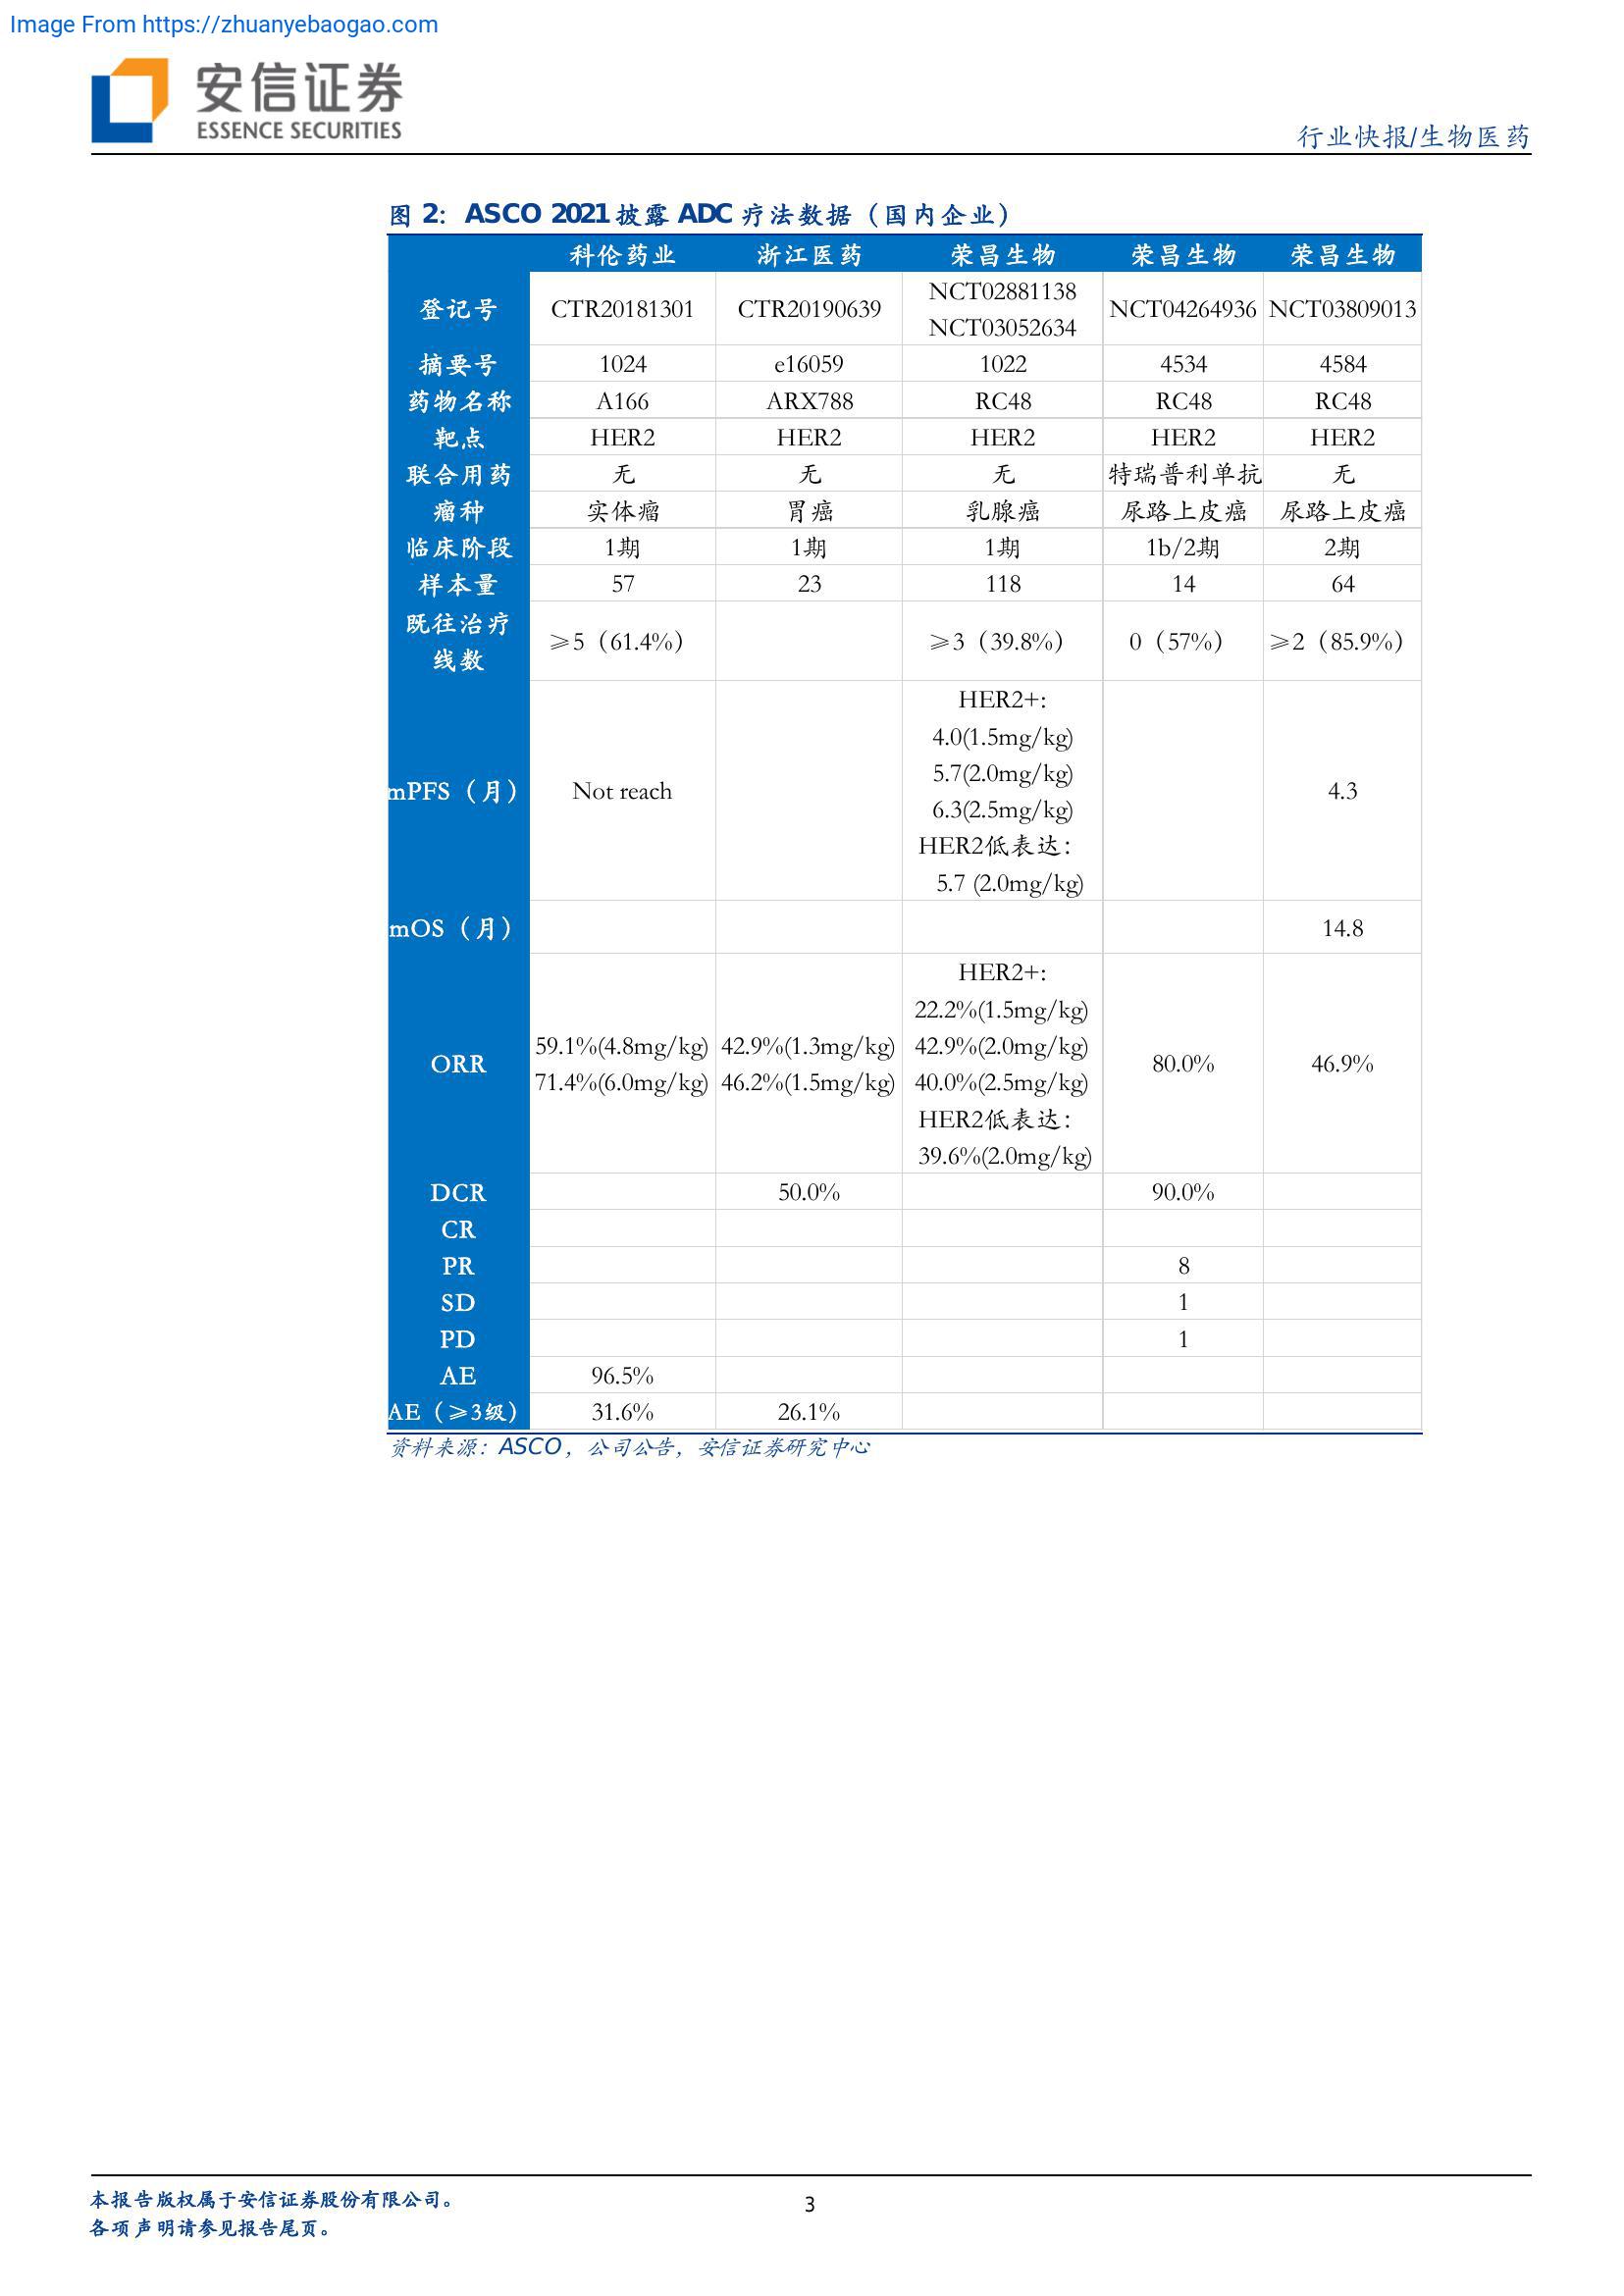 Image From https://zhuanyebaogao.com
安信证券
ESSENCE SECURITIES
行业快报/生物医药
图 2: ASCO 2021披露 ADC 疗法数据（国内企业）
科伦药业 浙江医药 荣昌生物 荣昌生物 荣昌生物
登记号 CTR20181301 CTR20190639 NCT02881138 NCT03052634 NCT04264936 NCT03809013
摘要号 1024 e16059 1022 4534 4584
药物名称 A166 ARX788 RC48 RC48 RC48
靶点 HER2 HER2 HER2 HER2 HER2
联合用药 无 无 无 特瑞普利单抗 无
瘤种 实体瘤 胃癌 乳腺癌 尿路上皮癌 尿路上皮癌
临床阶段 1期 1期 1期 1b/2期 2期
样本量 57 23 118 14 64
既往治疗线数 ≥5（61.4%） ≥3（39.8%） 0（57%） ≥2（85.9%）
HER2+:
4.0(1.5mg/kg)
5.7(2.0mg/kg)
mPFS（月） Not reach 6.3(2.5mg/kg) 4.3
HER2低表达：
5.7 (2.0mg/kg)
mOS（月） 14.8
HER2+:
22.2%(1.5mg/kg)
59.1%(4.8mg/kg) 42.9%(1.3mg/kg) 42.9%(2.0mg/kg)
ORR 80.0% 46.9%
71.4%(6.0mg/kg) 46.2%(1.5mg/kg) 40.0%(2.5mg/kg)
HER2低表达：
39.6%(2.0mg/kg)
DCR 50.0% 90.0%
CR
PR 8
SD 1
PD 1
AE 96.5%
AE（≥3级） 31.6% 26.1%
资料来源：ASCO，公司公告，安信证券研究中心
本报告版权属于安信证券股份有限公司。
各项声明请参见报告尾页。
3